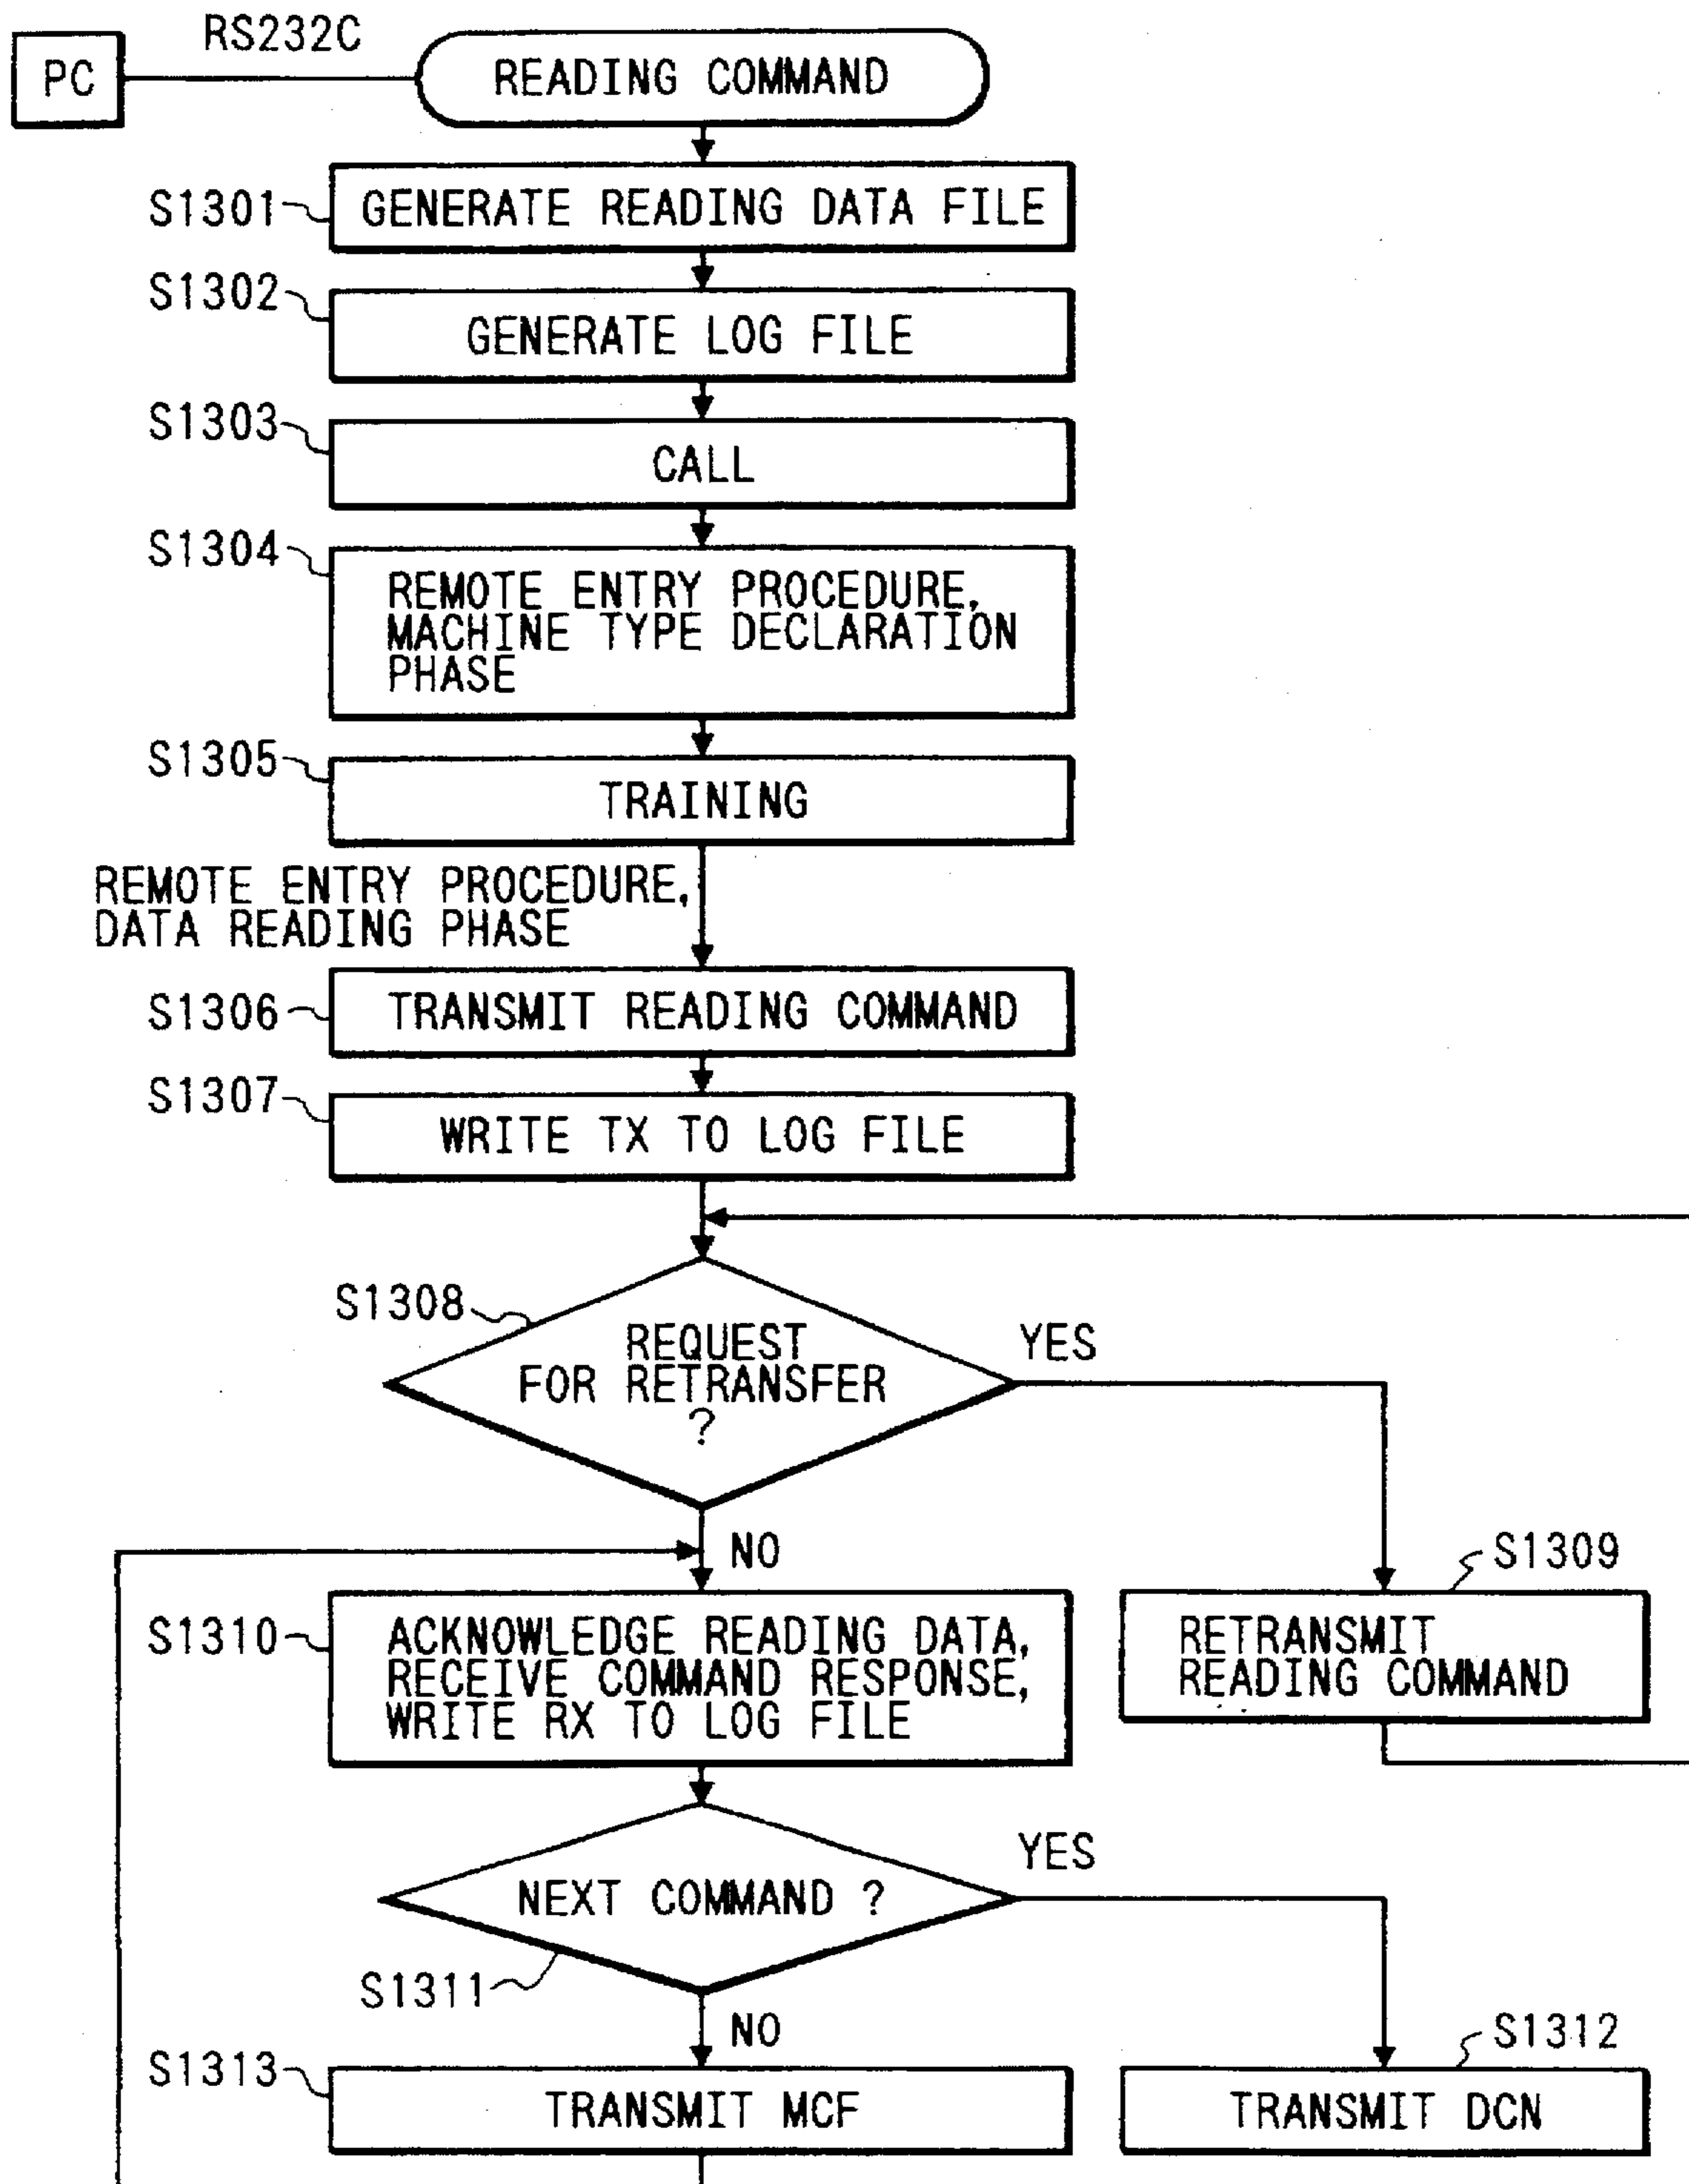 RS232C
PC
READING COMMAND
S1301
GENERATE READING DATA FILE
S1302
GENERATE LOG FILE
S1303
CALL
S1304
REMOTE ENTRY PROCEDURE,
MACHINE TYPE DECLARATION
PHASE
S1305
TRAINING
REMOTE ENTRY PROCEDURE,
DATA READING PHASE
S1306
TRANSMIT READING COMMAND
S1307
WRITE TX TO LOG FILE
S1308
REQUEST
FOR RETRANSFER
?
YES
NO
S1309
RETRANSMIT
READING COMMAND
S1310
ACKNOWLEDGE READING DATA,
RECEIVE COMMAND RESPONSE,
WRITE RX TO LOG FILE
YES
NEXT COMMAND ?
S1311
NO
S1312
TRANSMIT DCN
S1313
TRANSMIT MCF